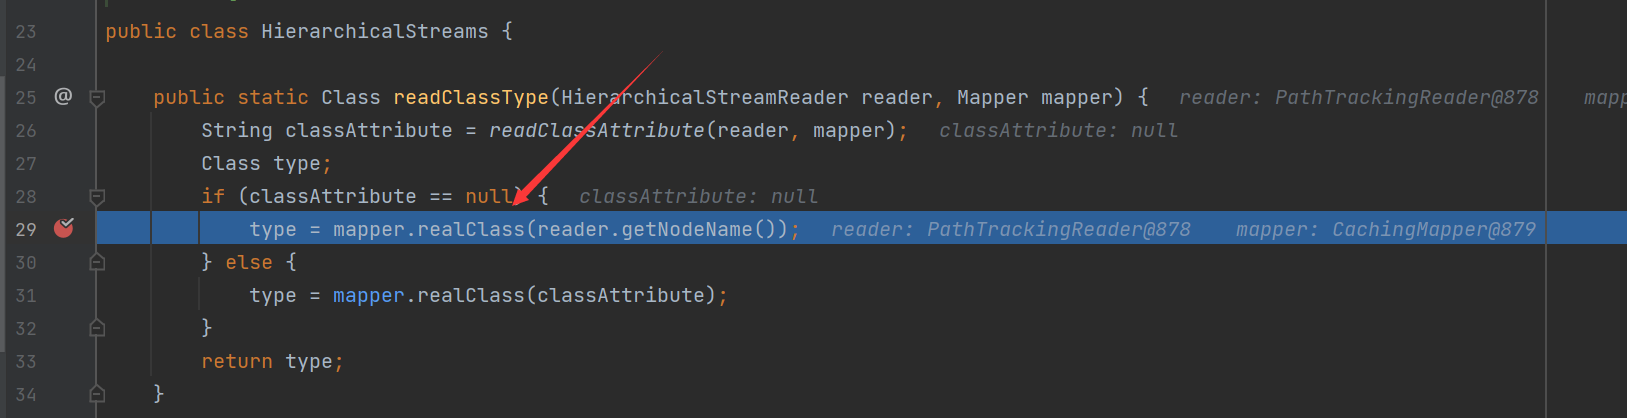 23 public class HierarchicalStreams {
24
25 @ public static Class readClassType(HierarchicalStreamReader reader, Mapper mapper) { reader: PathTrackingReader@878 mapp
26 String classAttribute = readClassAttribute(reader, mapper); classAttribute: null
27 Class type;
28 if (classAttribute == null) { classAttribute: null
29 type = mapper.realClass(reader.getNodeName()); reader: PathTrackingReader@878 mapper: CachingMapper@879
30 } else {
31 type = mapper.realClass(classAttribute);
32 }
33 return type;
34 }